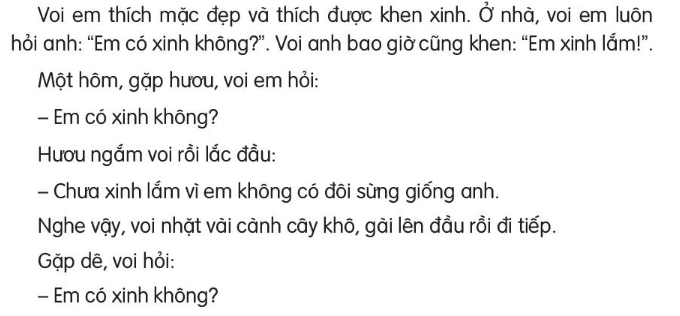 Voi em thích mặc đẹp và thích được khen xinh. Ở nhà, voi em luôn
hỏi anh: “Em có xinh không?”. Voi anh bao giờ cũng khen: “Em xinh lắm!”.
Một hôm, gặp hươu, voi em hỏi:
– Em có xinh không?
Hươu ngắm voi rồi lắc đầu:
– Chưa xinh lắm vì em không có đôi sừng giống anh.
Nghe vậy, voi nhặt vài cành cây khô, gài lên đầu rồi đi tiếp.
Gặp dê, voi hỏi:
– Em có xinh không?